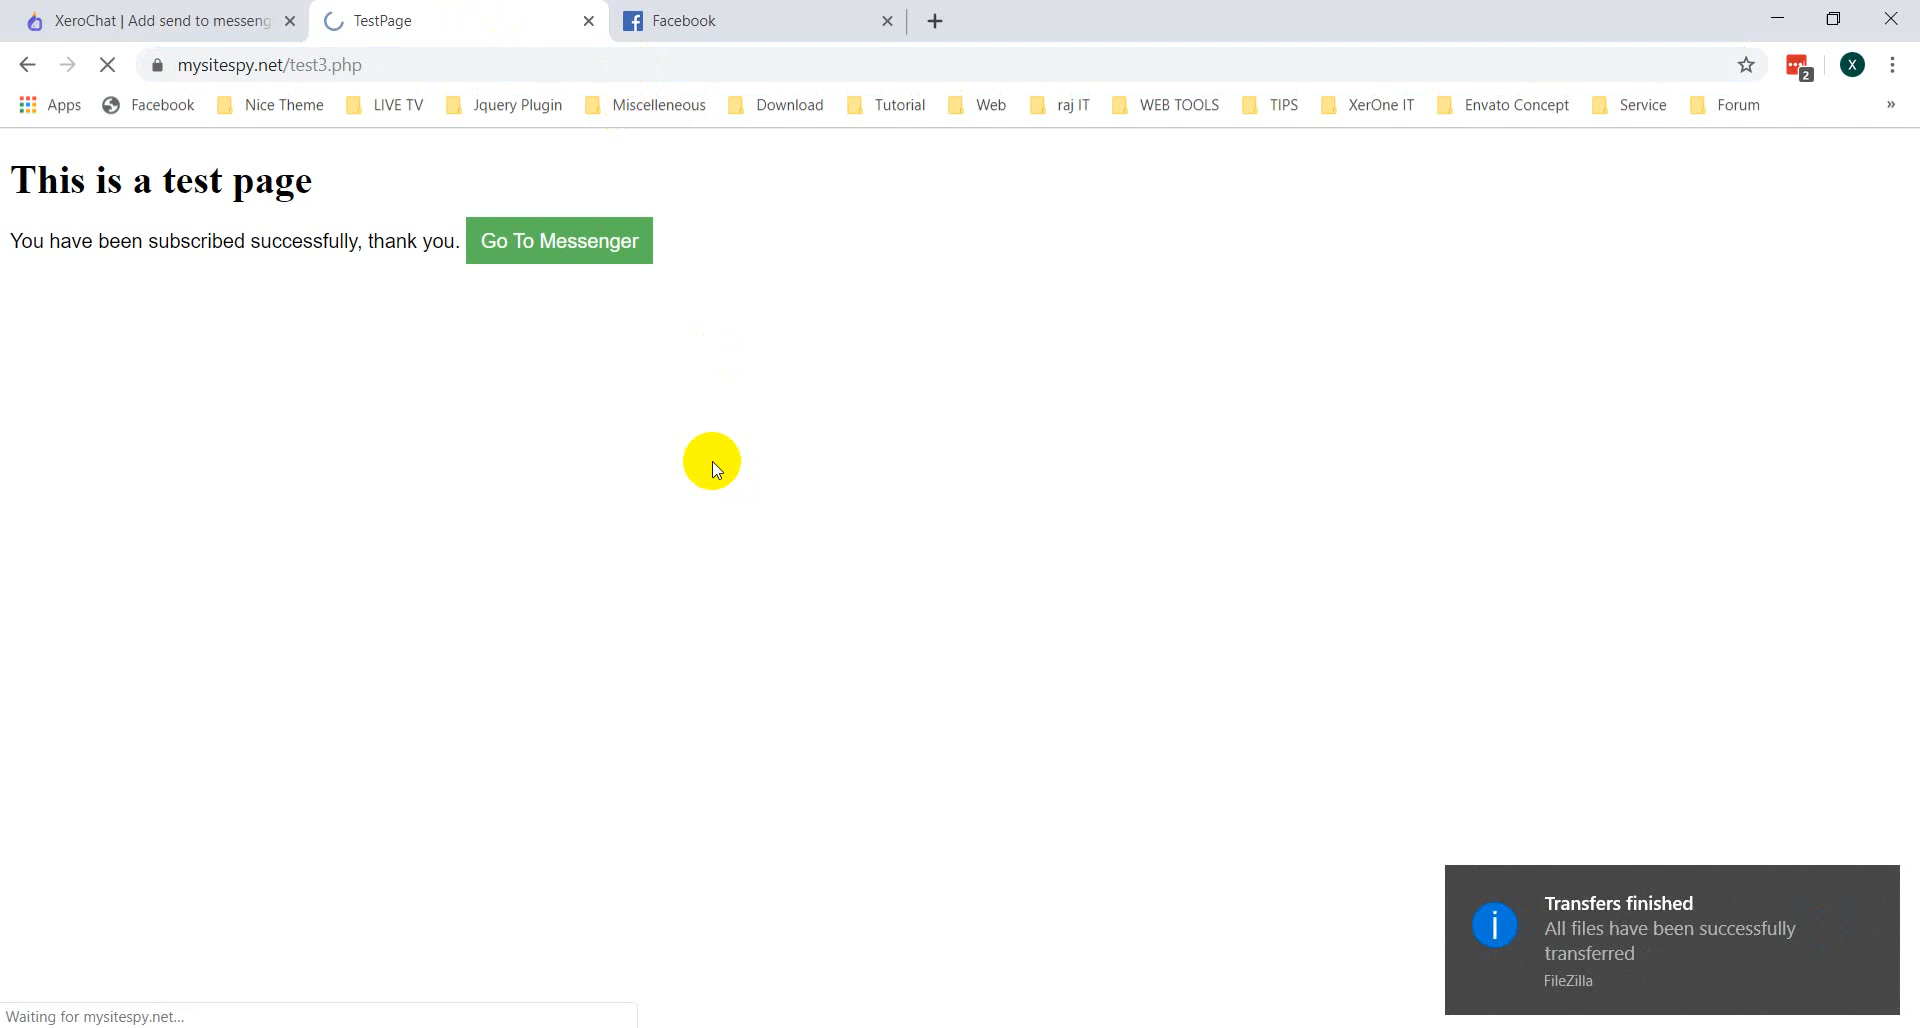 XeroChat | Add send to messeng
TestPage
Facebook
mysitespy.net/test3.php
2
X
Apps
Facebook
Nice Theme
LIVE TV
Jquery Plugin
Miscelleneous
Download
Tutorial
Web
raj IT
WEB TOOLS
TIPS
XerOne IT
Envato Concept
Service
Forum
»
This is a test page
You have been subscribed successfully, thank you. Go To Messenger
Transfers finished
All files have been successfully
transferred
FileZilla
Waiting for mysitespy.net...